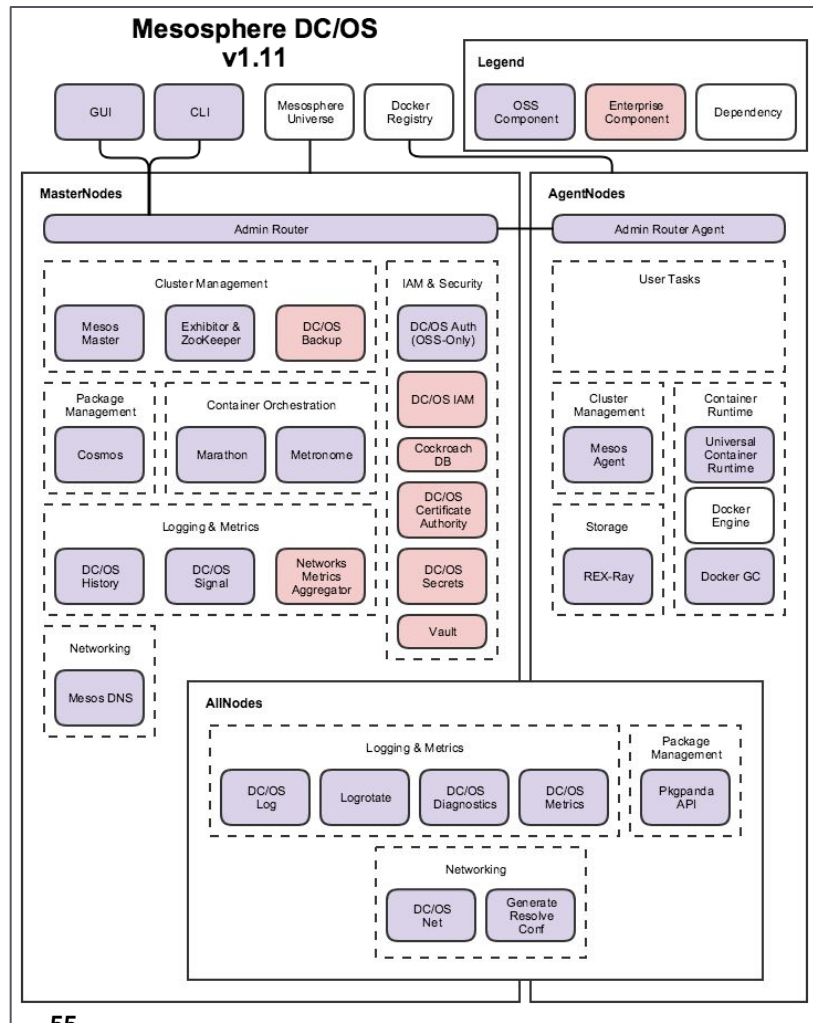 Mesosphere DC/OS
v1.11
Legend
OSS
Component
Enterprise
Component
Dependency
GUI
CLI
Mesosphere
Universe
Docker
Registry
MasterNodes
Admin Router
Cluster Management
Mesos
Master
Exhibitor &
ZooKeeper
DC/OS
Backup
IAM & Security
DC/OS Auth
(OSS-Only)
DC/OS IAM
Cockroach
DB
DC/OS
Certificate
Authority
DC/OS
Secrets
Vault
Package
Management
Cosmos
Container Orchestration
Marathon
Metronome
Logging & Metrics
DC/OS
History
DC/OS
Signal
Networks
Metrics
Aggregator
Networking
Mesos DNS
AgentNodes
Admin Router Agent
User Tasks
Cluster
Management
Mesos
Agent
Container
Runtime
Universal
Container
Runtime
Docker
Engine
Docker GC
Storage
REX-Ray
AllNodes
Logging & Metrics
DC/OS
Log
Logrotate
DC/OS
Diagnostics
DC/OS
Metrics
Package
Management
Pkgpanda
API
Networking
DC/OS
Net
Generate
Resolve
Conf
55